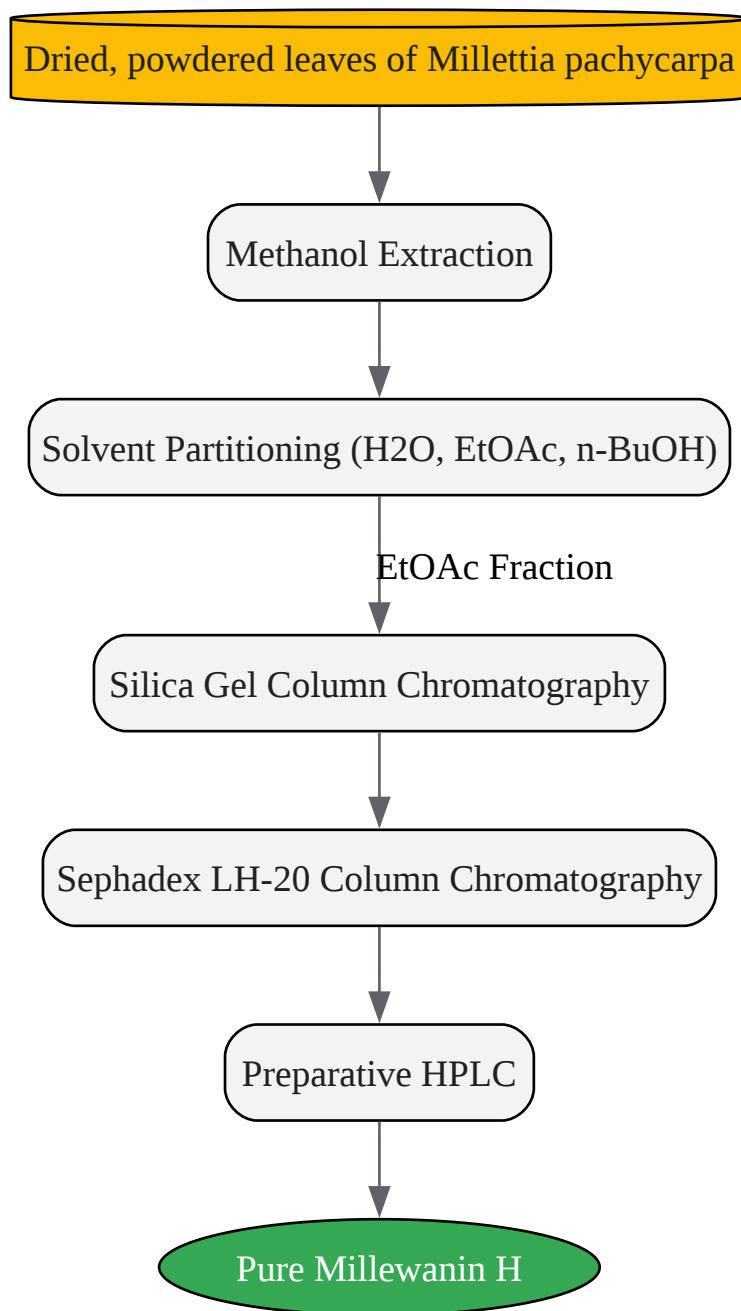 Dried, powdered leaves of Millettia pachycarpa
Methanol Extraction
Solvent Partitioning (H2O, EtOAc, n-BuOH)
EtOAc Fraction
Silica Gel Column Chromatography
Sephadex LH-20 Column Chromatography
Preparative HPLC
Pure Millewanin H